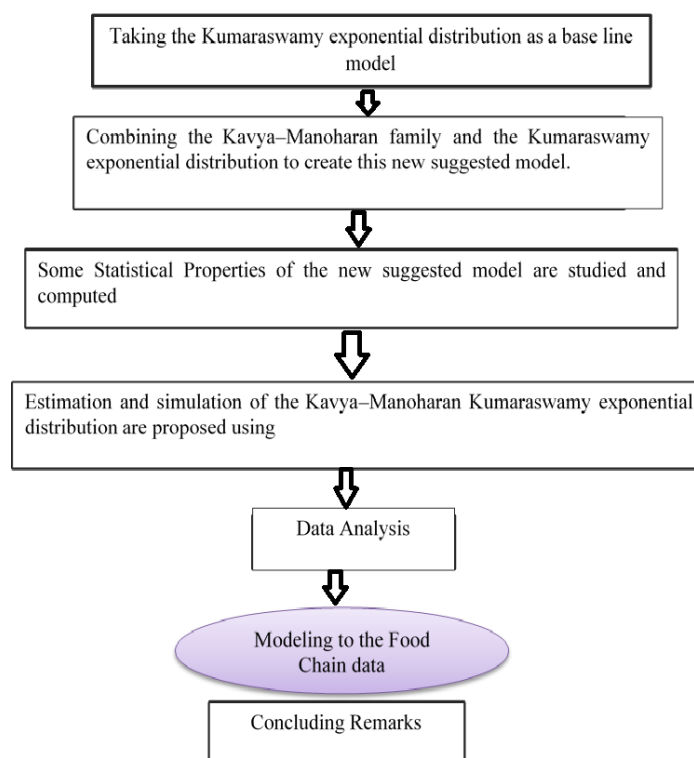 Taking the Kumaraswamy exponential distribution as a base line
model
Combining the Kavya–Manoharan family and the Kumaraswamy
exponential distribution to create this new suggested model.
Some Statistical Properties of the new suggested model are studied and
computed
Estimation and simulation of the Kavya–Manoharan Kumaraswamy exponential
distribution are proposed using
Data Analysis
Modeling to the Food
Chain data
Concluding Remarks